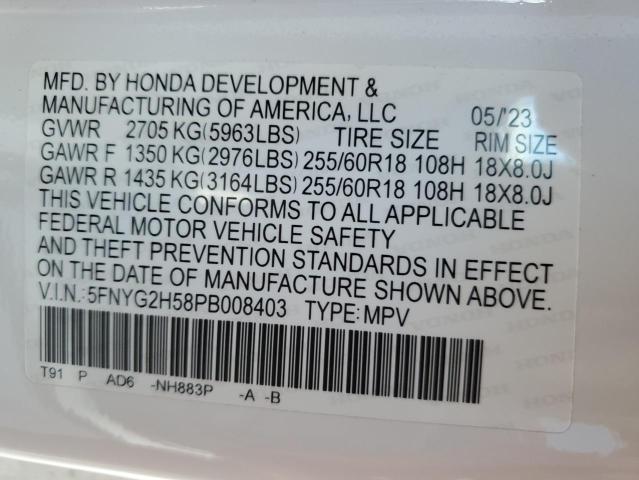 MFD. BY HONDA DEVELOPMENT &
MANUFACTURING OF AMERICA, LLC 05/'23
GVWR 2705 KG(5963LBS) TIRE SIZE RIM SIZE
GAWR F 1350 KG(2976LBS) 255/60R18 108H 18X8.0J
GAWR R 1435 KG(3164LBS) 255/60R18 108H 18X8.0J
THIS VEHICLE CONFORMS TO ALL APPLICABLE
FEDERAL MOTOR VEHICLE SAFETY
AND THEFT PREVENTION STANDARDS IN EFFECT
ON THE DATE OF MANUFACTURE SHOWN ABOVE.
V.I.N.:5FNYG2H58PB008403 TYPE:MPV
T91 P AD6 -NH883P -A -B